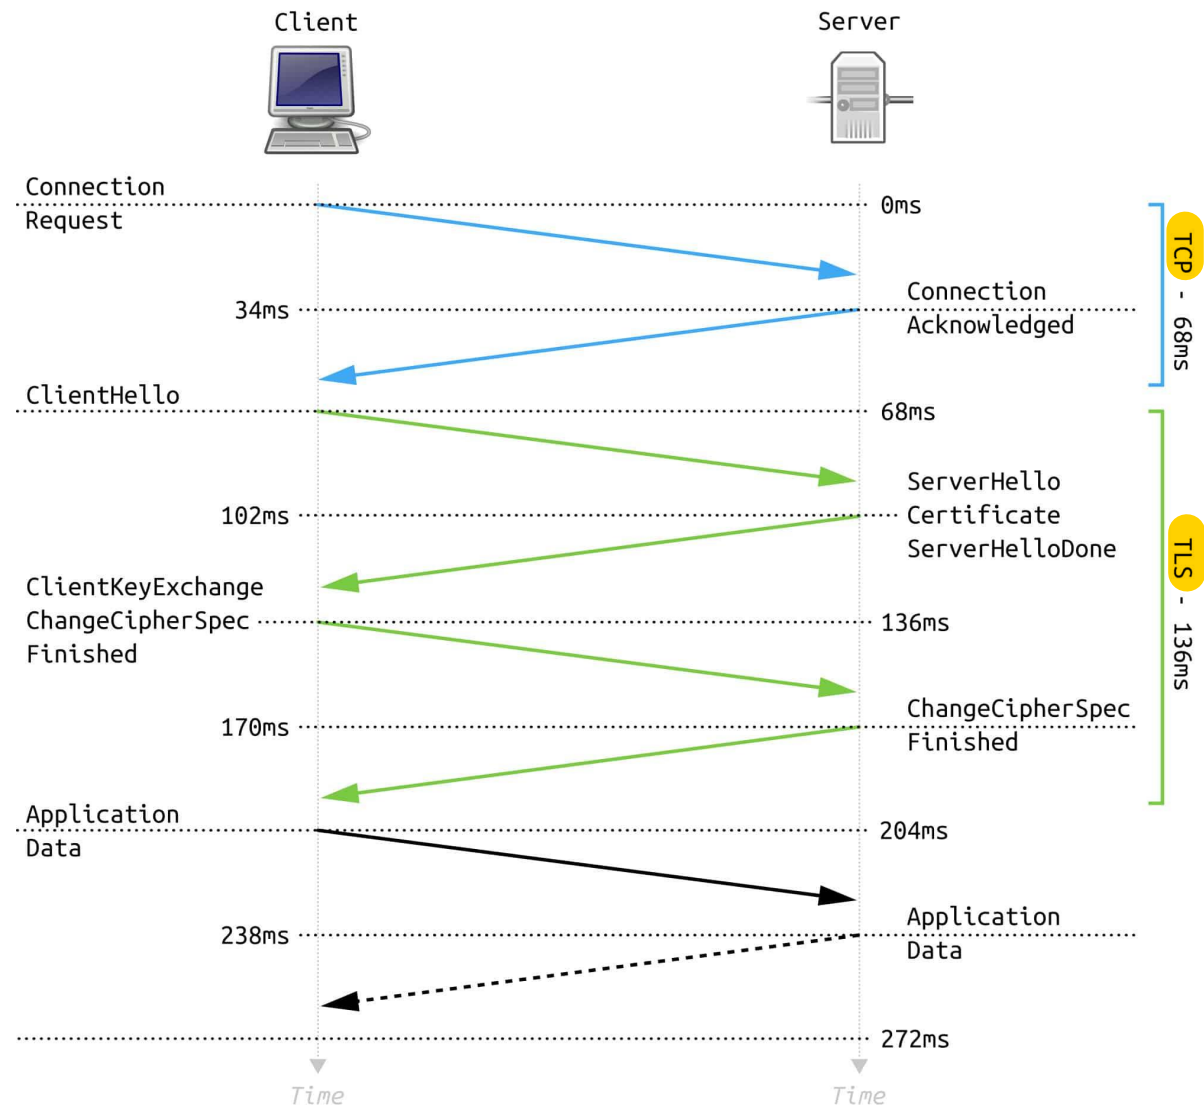 Client
Server
Connection
Request
0ms
34ms
Connection
Acknowledged
TCP - 68ms
ClientHello
68ms
102ms
ServerHello
Certificate
ServerHelloDone
ClientKeyExchange
ChangeCipherSpec
Finished
136ms
170ms
ChangeCipherSpec
Finished
TLS - 136ms
Application
Data
204ms
238ms
Application
Data
272ms
Time
Time